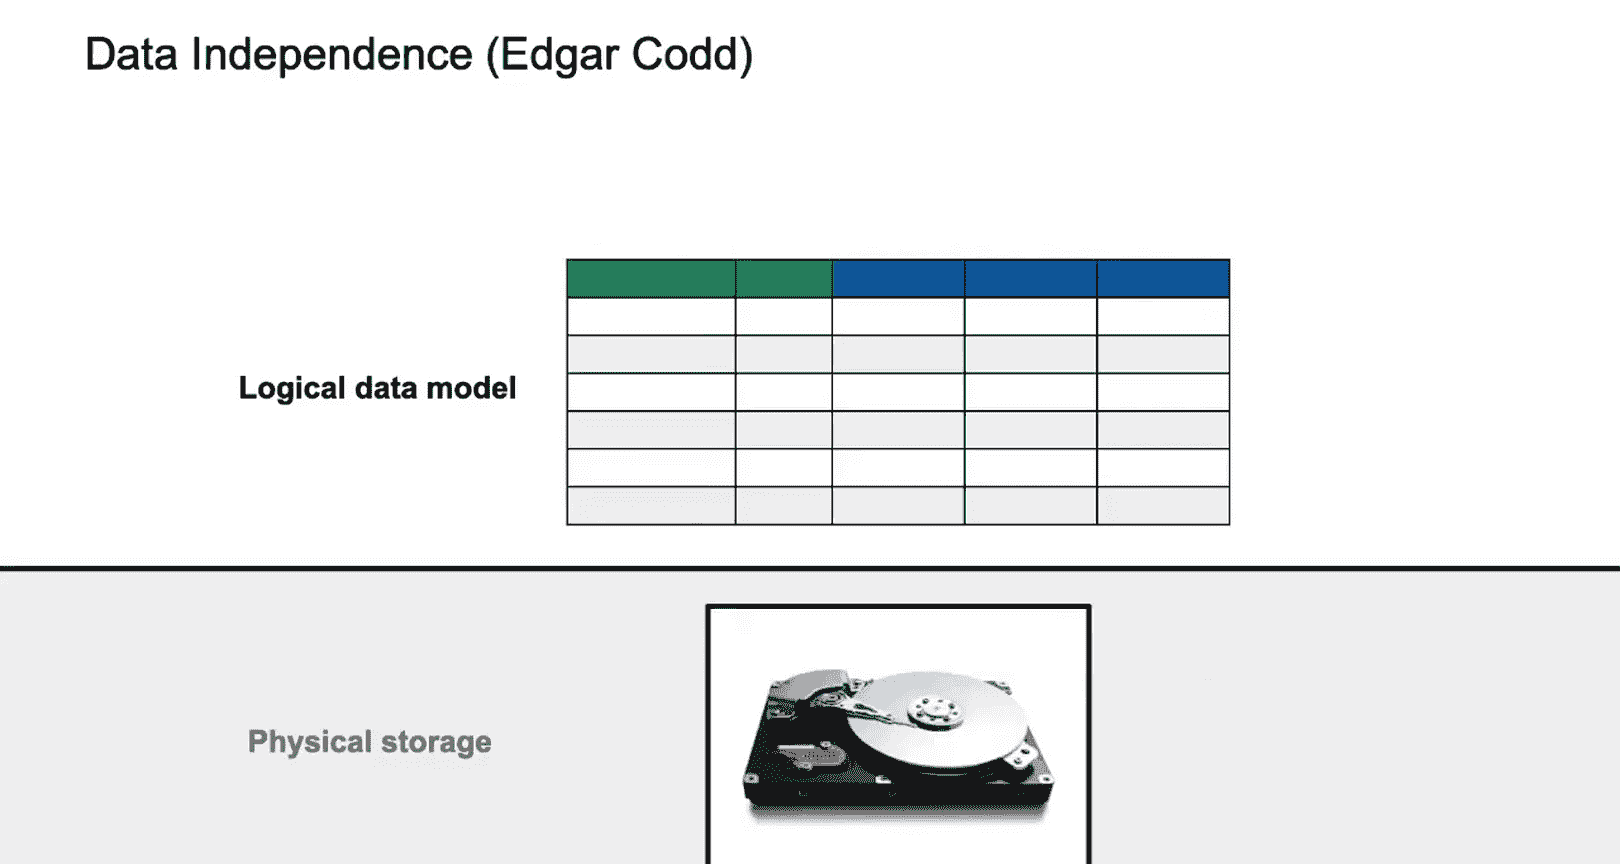 Data Independence (Edgar Codd)
Logical data model
Physical storage